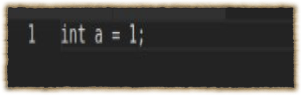 1 int a = 1;